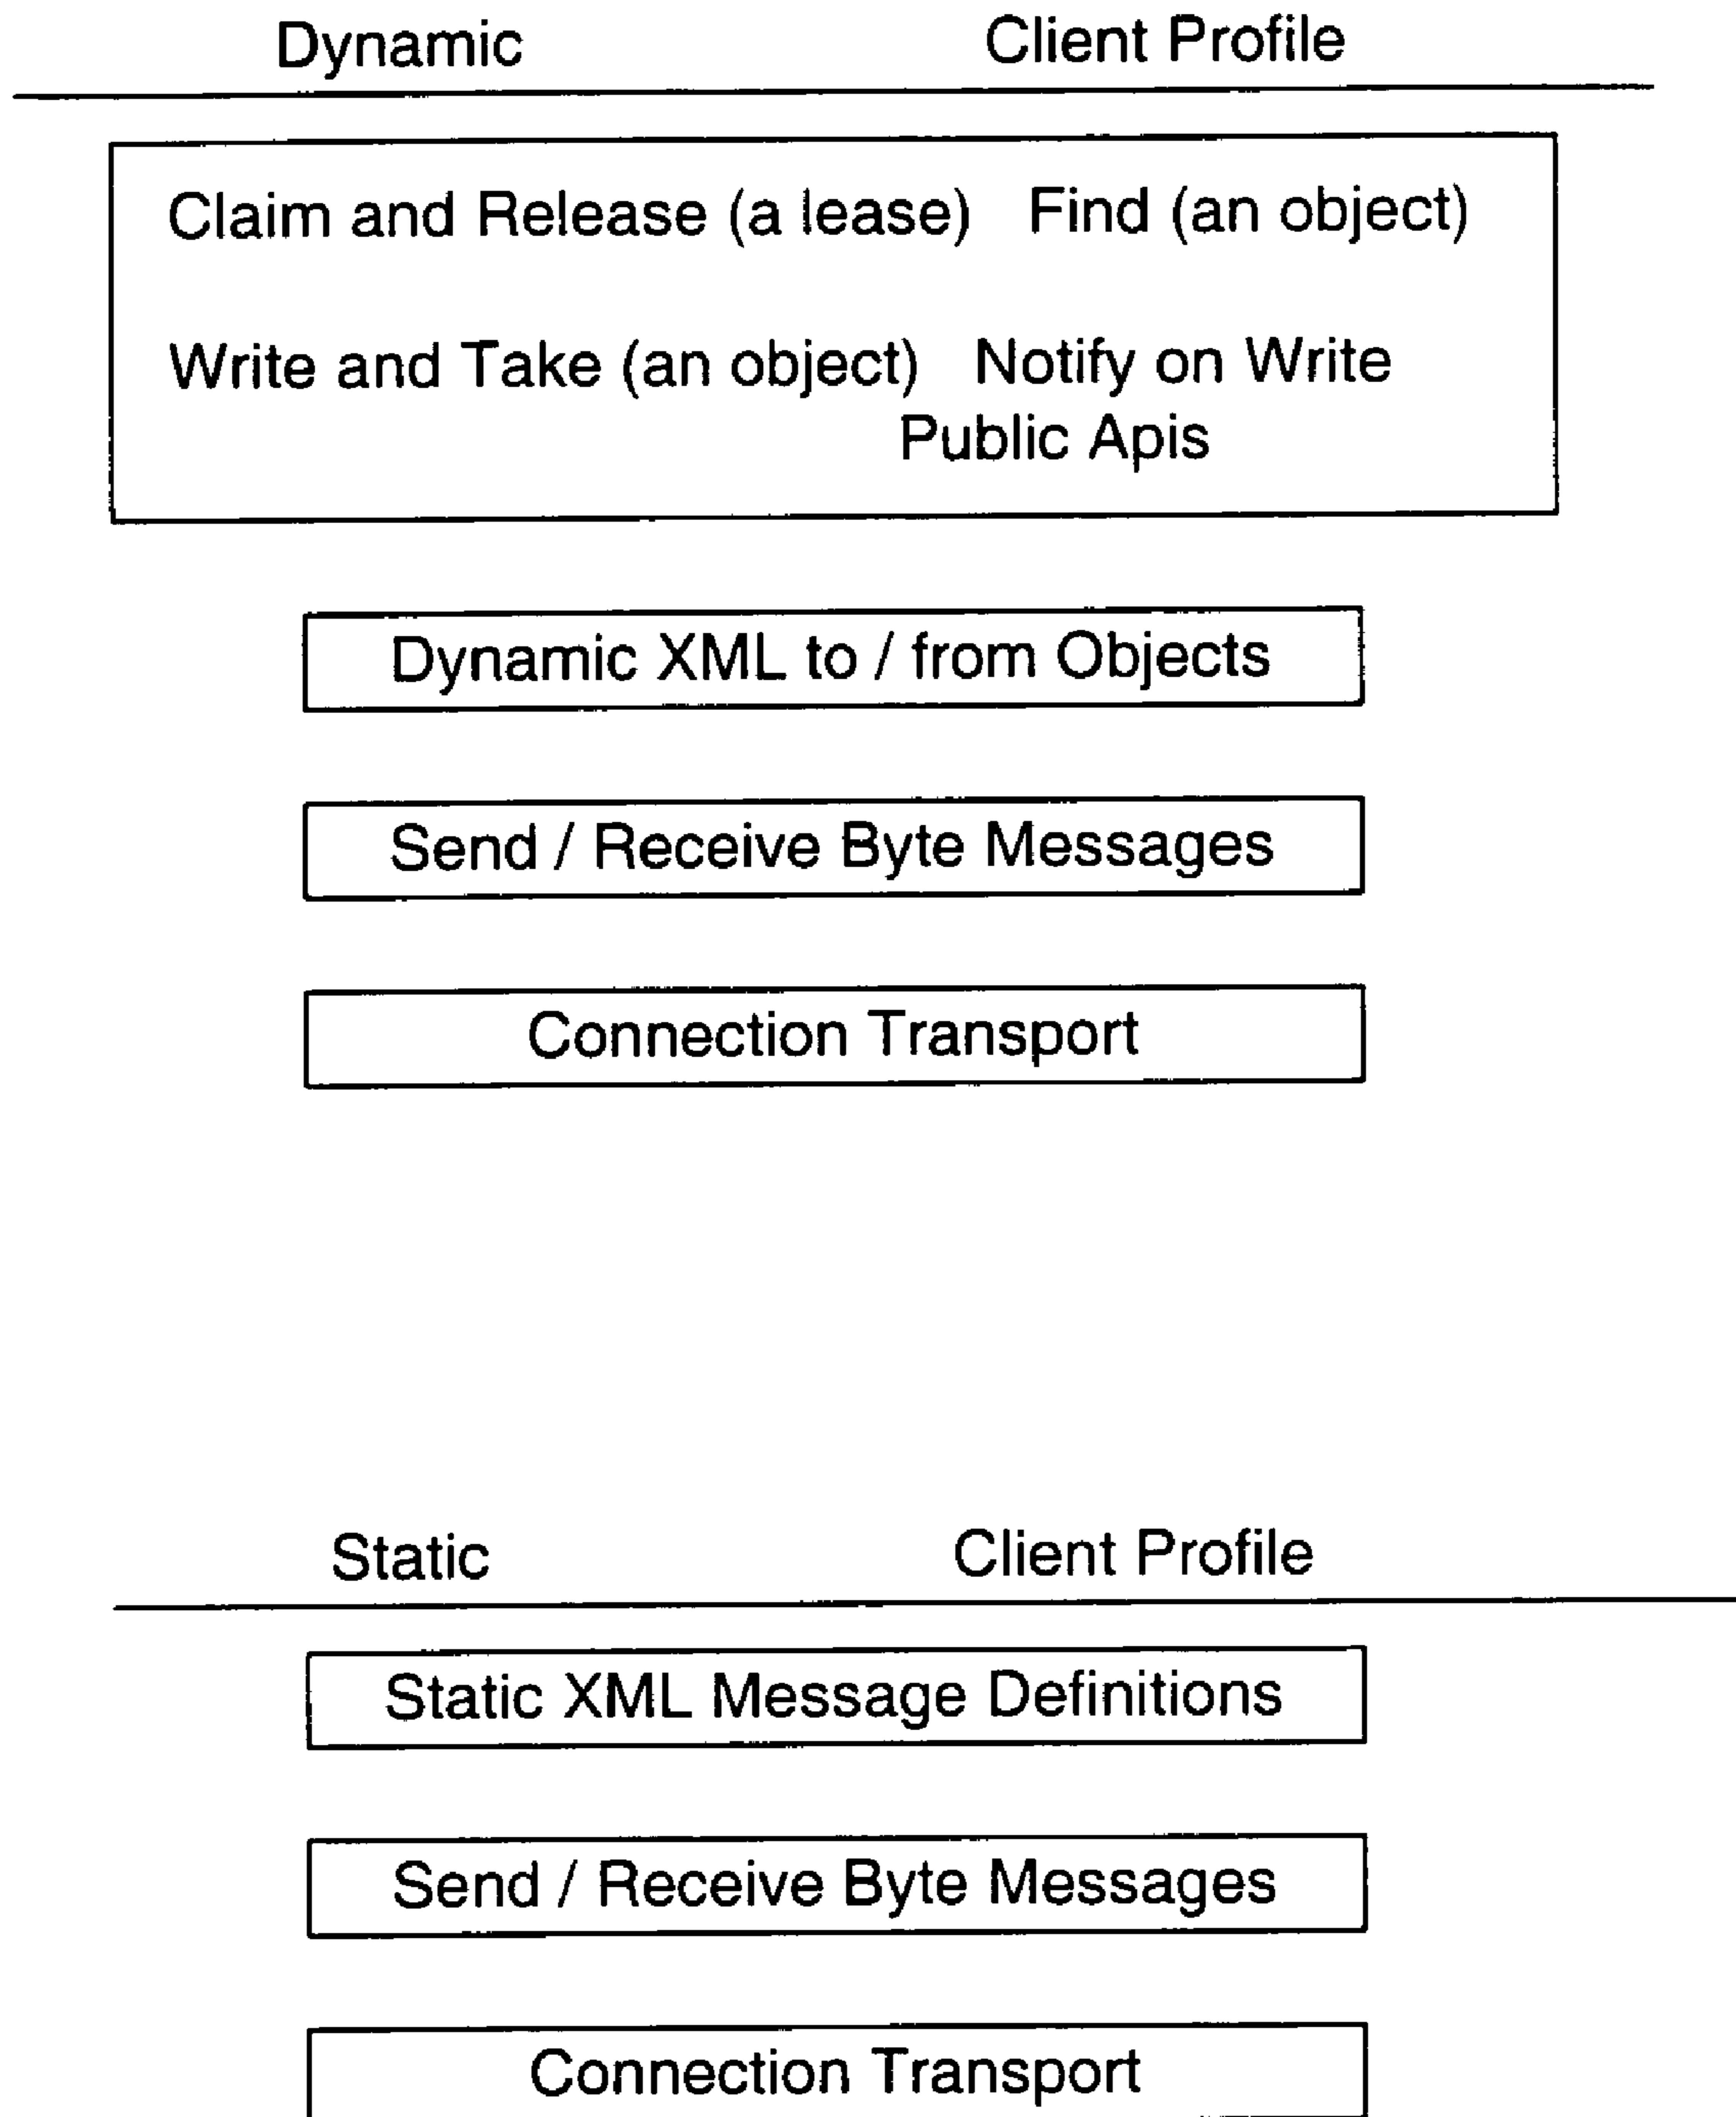 Dynamic Client Profile
Claim and Release (a lease) Find (an object)
Write and Take (an object) Notify on Write
Public Apis
Dynamic XML to / from Objects
Send / Receive Byte Messages
Connection Transport
Static Client Profile
Static XML Message Definitions
Send / Receive Byte Messages
Connection Transport